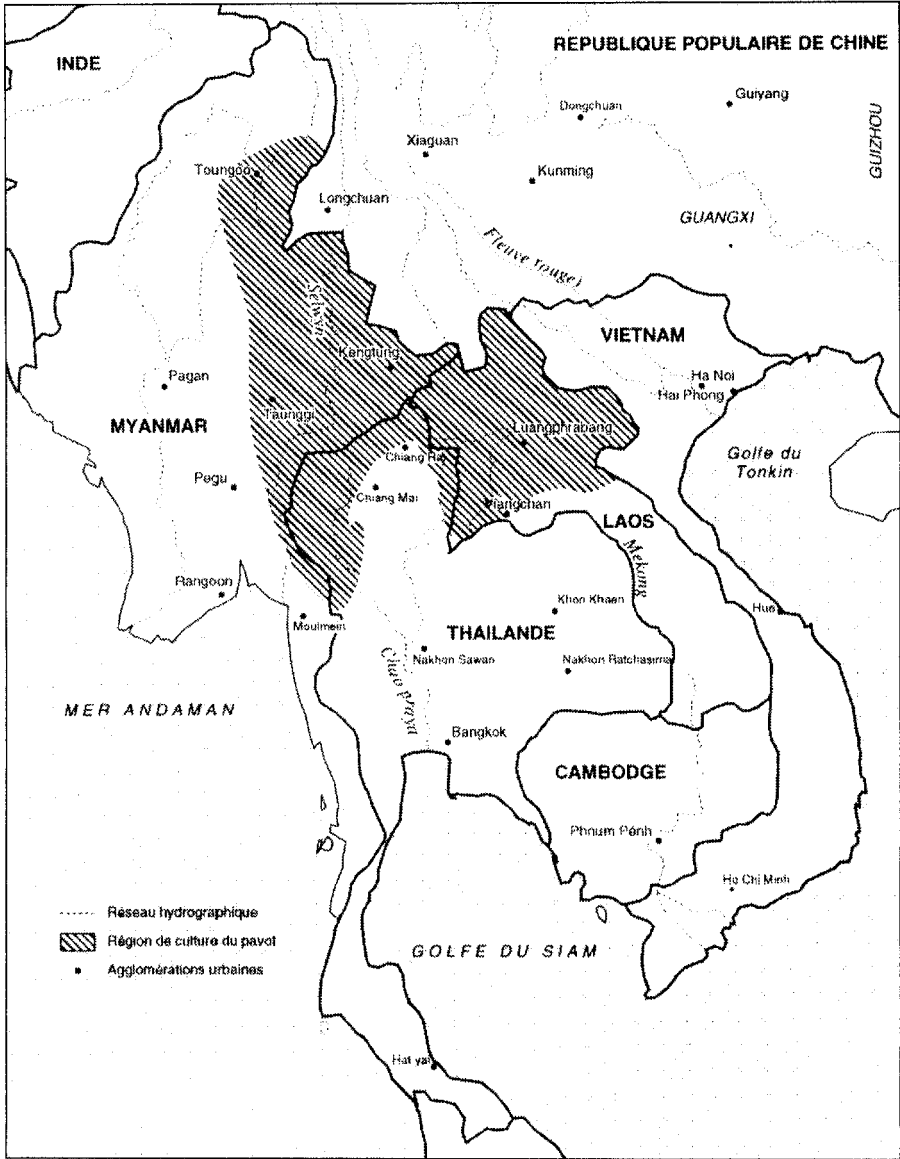 REPUBLIQUE POPULAIRE DE CHINE
INDE
Guiyang
Dongchuan
GUIZHOU
Xiaguan
Toungoo
Kunming
Longchuan
GUANGXI
Fleuve rouge)
Selwyn
VIETNAM
Kengtung
Ha Noi
Pagan
Hai Phong
Taunggi
MYANMAR
Luangphrabang
Chiang Rai
Golfe du
Tonkin
Pegu
Chiang Mai
Viangchan
LAOS
Mekong
Rangoon
Khon Khaen
Hue
Moulmein
THAILANDE
Nakhon Sawan
Nakhon Ratchasima
Chao praya
MER ANDAMAN
Bangkok
CAMBODGE
Phnum Pénh
Ho Chi Minh
Réseau hydrographique
Région de culture du pavot
Agglomérations urbaines
GOLFE DU SIAM
Hat yai